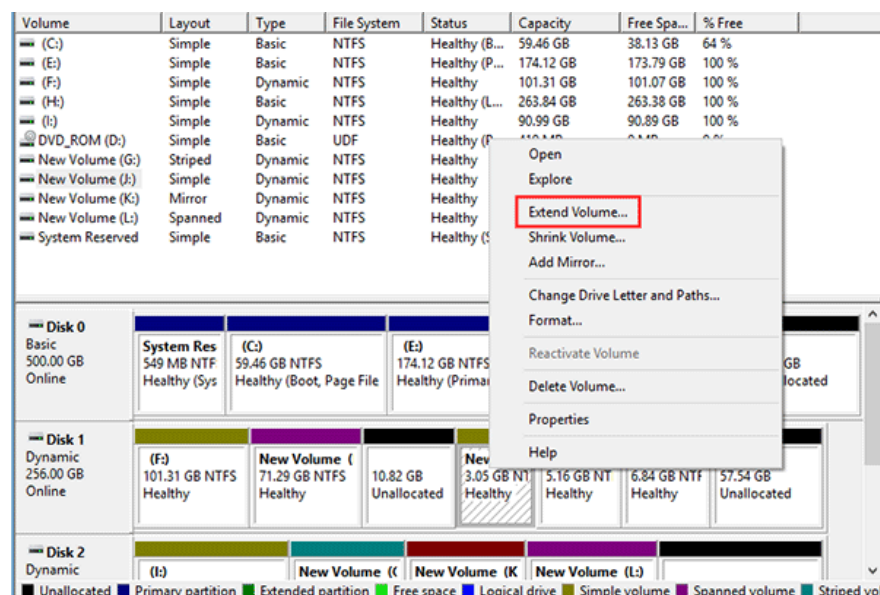 Volume Layout Type File System Status Capacity Free Spa... % Free
(C:) Simple Basic NTFS Healthy (B... 59.46 GB 38.13 GB 64 %
(E:) Simple Basic NTFS Healthy (P... 174.12 GB 173.79 GB 100 %
(F:) Simple Dynamic NTFS Healthy 101.31 GB 101.07 GB 100 %
(H:) Simple Basic NTFS Healthy (L... 263.84 GB 263.38 GB 100 %
(I:) Simple Dynamic NTFS Healthy 90.99 GB 90.89 GB 100 %
DVD_ROM (D:) Simple Basic UDF Healthy
New Volume (G:) Striped Dynamic NTFS Healthy
New Volume (J:) Simple Dynamic NTFS Healthy
New Volume (K:) Mirror Dynamic NTFS Healthy
New Volume (L:) Spanned Dynamic NTFS Healthy
System Reserved Simple Basic NTFS Healthy
Open
Explore
Extend Volume...
Shrink Volume...
Add Mirror...
Change Drive Letter and Paths...
Format...
Reactivate Volume
Delete Volume...
Properties
Help
Disk 0
Basic
500.00 GB
Online
System Res
549 MB NTF
Healthy (Sys
(C:)
59.46 GB NTFS
Healthy (Boot, Page File
(E:)
174.12 GB NTFS
Healthy (Primar
GB
located
Disk 1
Dynamic
256.00 GB
Online
(F:)
101.31 GB NTFS
Healthy
New Volume (
71.29 GB NTFS
Healthy
10.82 GB
Unallocated
New
3.05 GB NT
Healthy
5.16 GB NT
Healthy
6.84 GB NTF
Healthy
57.54 GB
Unallocated
Disk 2
Dynamic
(I:)
New Volume ((
New Volume (K
New Volume (L:)
Unallocated Primary partition Extended partition Free space Logical drive Simple volume Spanned volume Striped vol